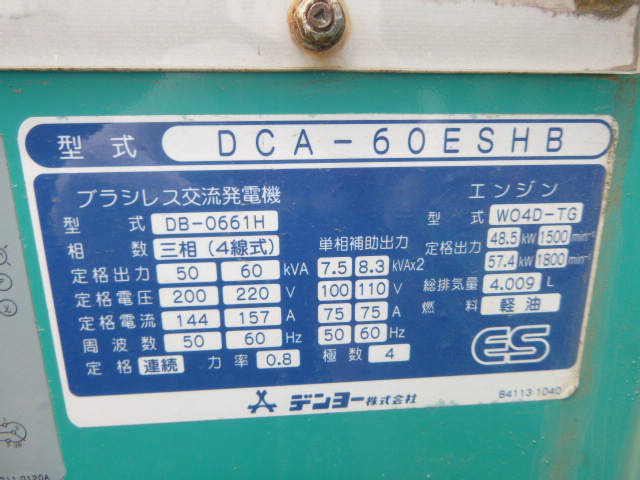 型式 DCA-60ESHB
ブラシレス交流発電機
型式 DB-0661H
相数 三相(4線式)
定格出力 50 60 kVA
定格電圧 200 220 V
定格電流 144 157 A
周波数 50 60 Hz
定格 連続 力率 0.8
単相補助出力
7.5 8.3 kVA×2
100 110 V
75 75 A
50 60 Hz
極数 4
エンジン
型式 W04D-TG
定格出力 48.5 kW 1500 min⁻¹
57.4 kW 1800 min⁻¹
総排気量 4.009 L
燃料 軽油
ES
デンヨー株式会社
B4113 1040